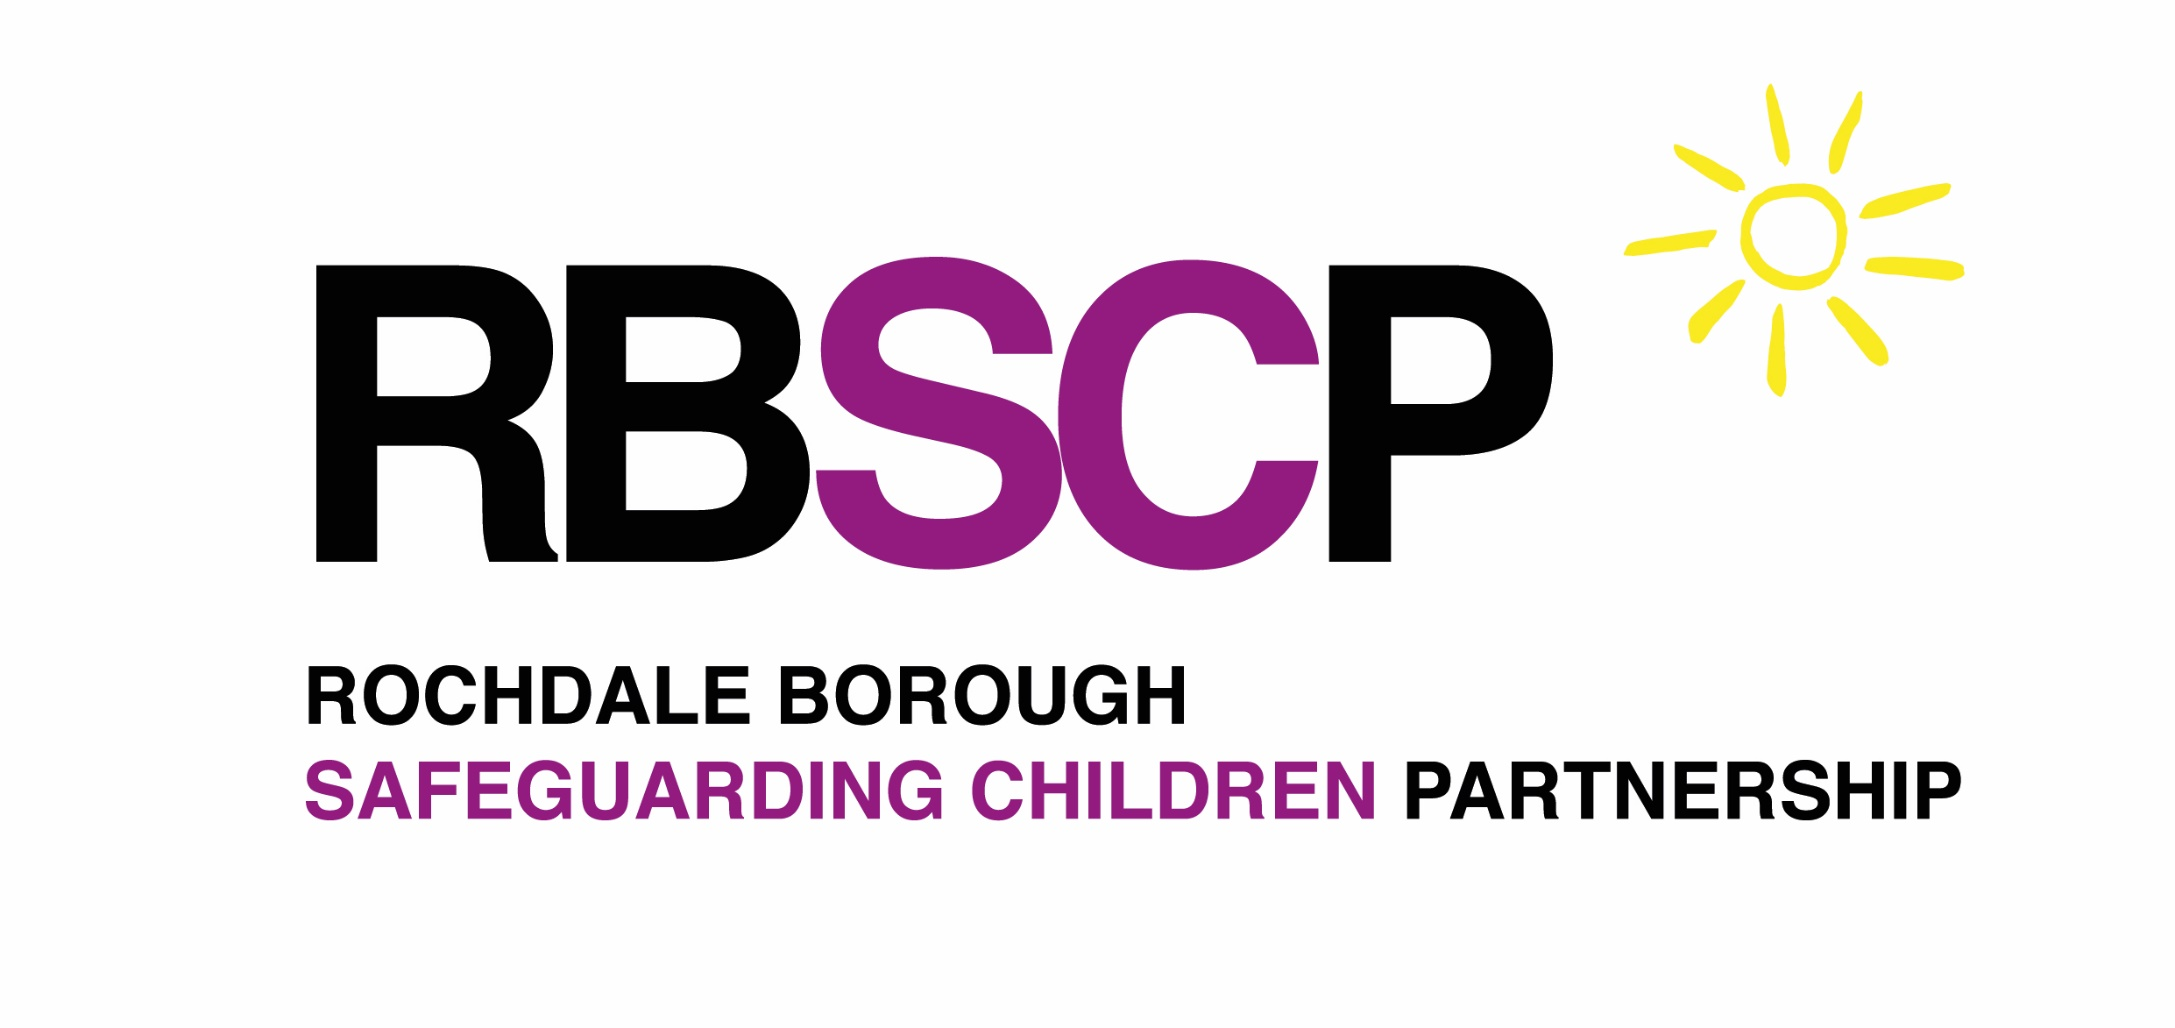 RBSCP
ROCHDALE BOROUGH
SAFEGUARDING CHILDREN PARTNERSHIP